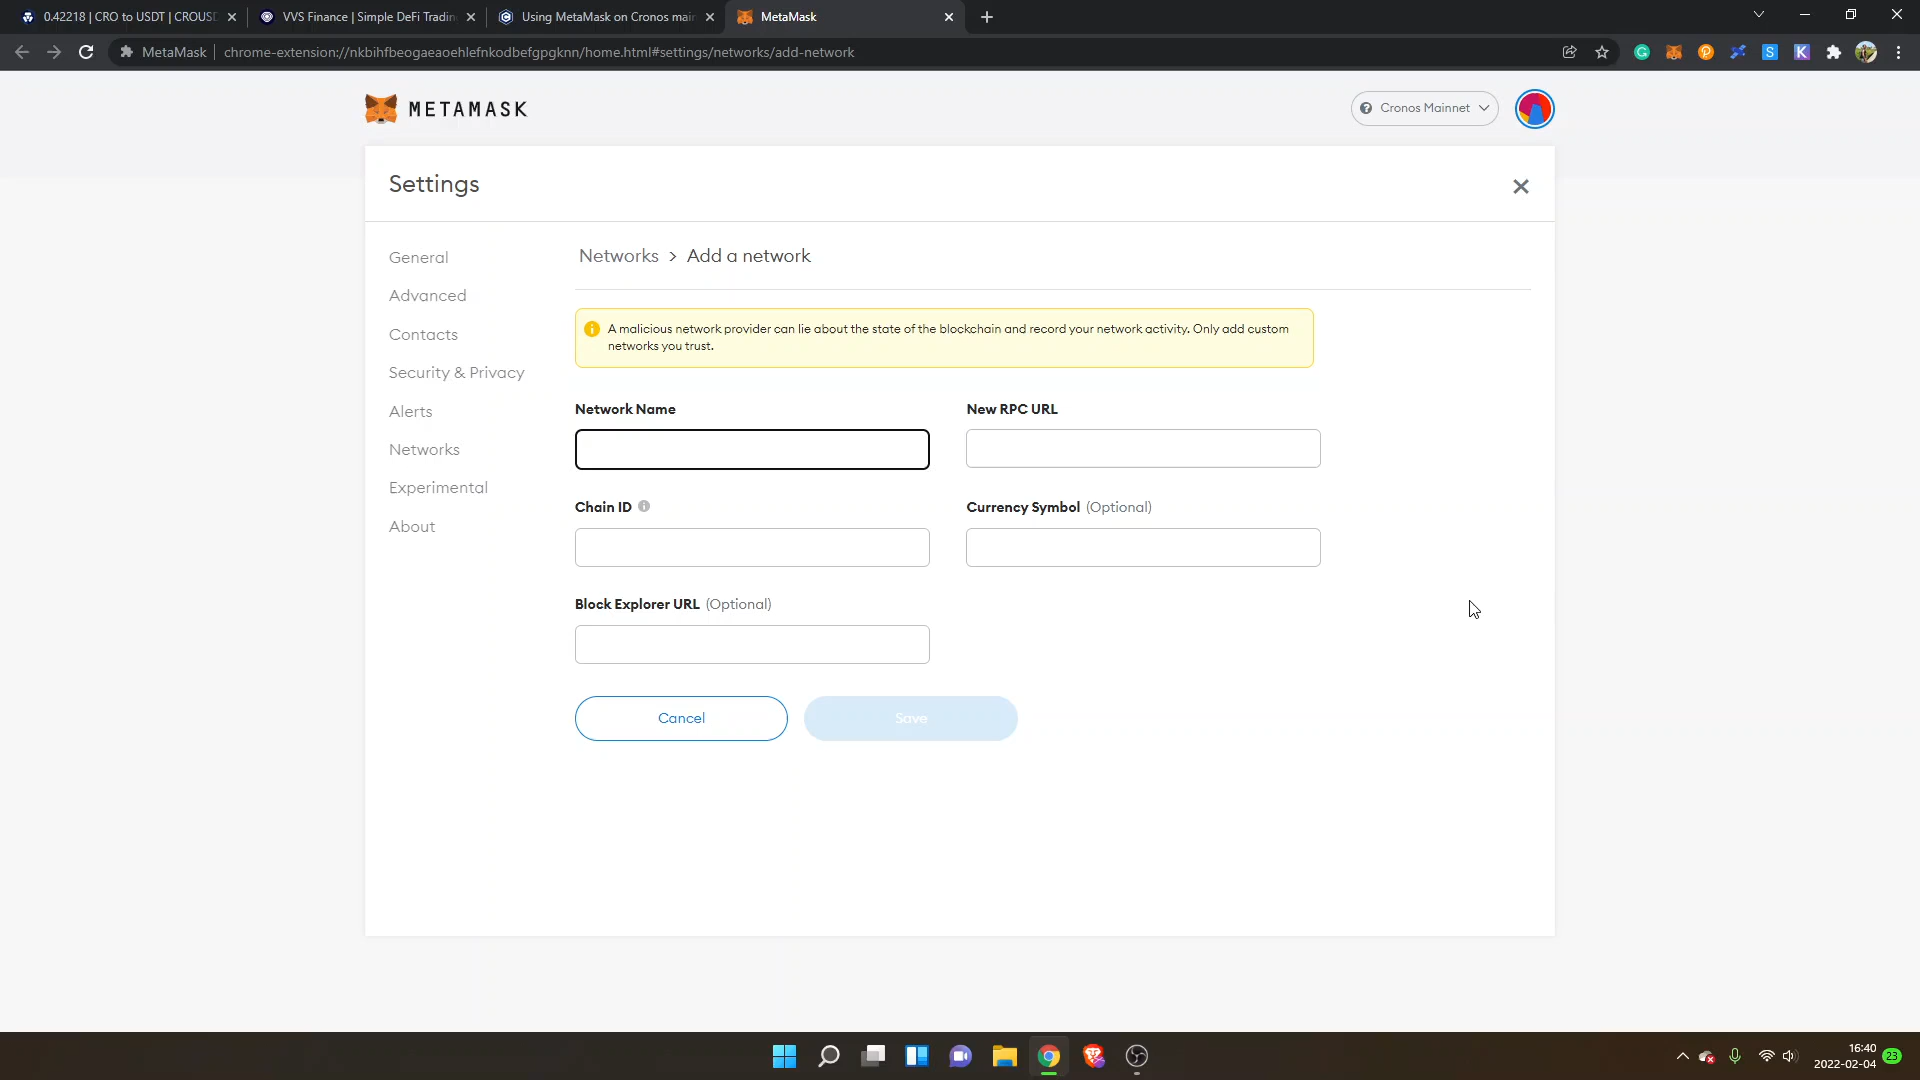 0.42218 | CRO to USDT | CROUSD
VVS Finance | Simple DeFi Tradin
Using MetaMask on Cronos main
MetaMask
MetaMask
chrome-extension://nkbihfbeogaeaoehlefnkodbefgpgknn/home.html#settings/networks/add-network
METAMASK
Cronos Mainnet
Settings
General
Advanced
Contacts
Security & Privacy
Alerts
Networks
Experimental
About
Networks > Add a network
A malicious network provider can lie about the state of the blockchain and record your network activity. Only add custom
networks you trust.
Network Name
New RPC URL
Chain ID
Currency Symbol (Optional)
Block Explorer URL (Optional)
Cancel
Save
16:40
2022-02-04
23